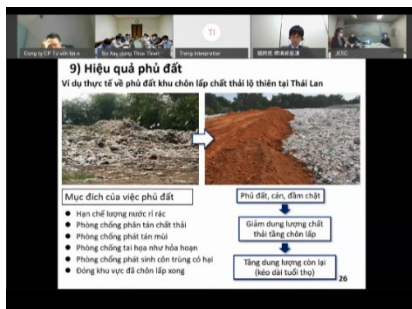 TI
Trang interpreter
JESC
9) Hiệu quả phủ đất
Ví dụ thực tế về phủ đất khu chôn lấp chất thải lộ thiên tại Thái Lan
Mục đích của việc phủ đất
● Hạn chế lượng nước rỉ rác
● Phòng chống phân tán chất thải
● Phòng chống phát tán mùi
● Phòng chống tai họa như hỏa hoạn
● Phòng chống phát sinh côn trùng có hại
● Đóng khu vực đã chôn lấp xong
Phủ đất, cán, đầm chặt
Giảm dung lượng chất
thải tầng chôn lấp
Tăng dung lượng còn lại
(kéo dài tuổi thọ)
26